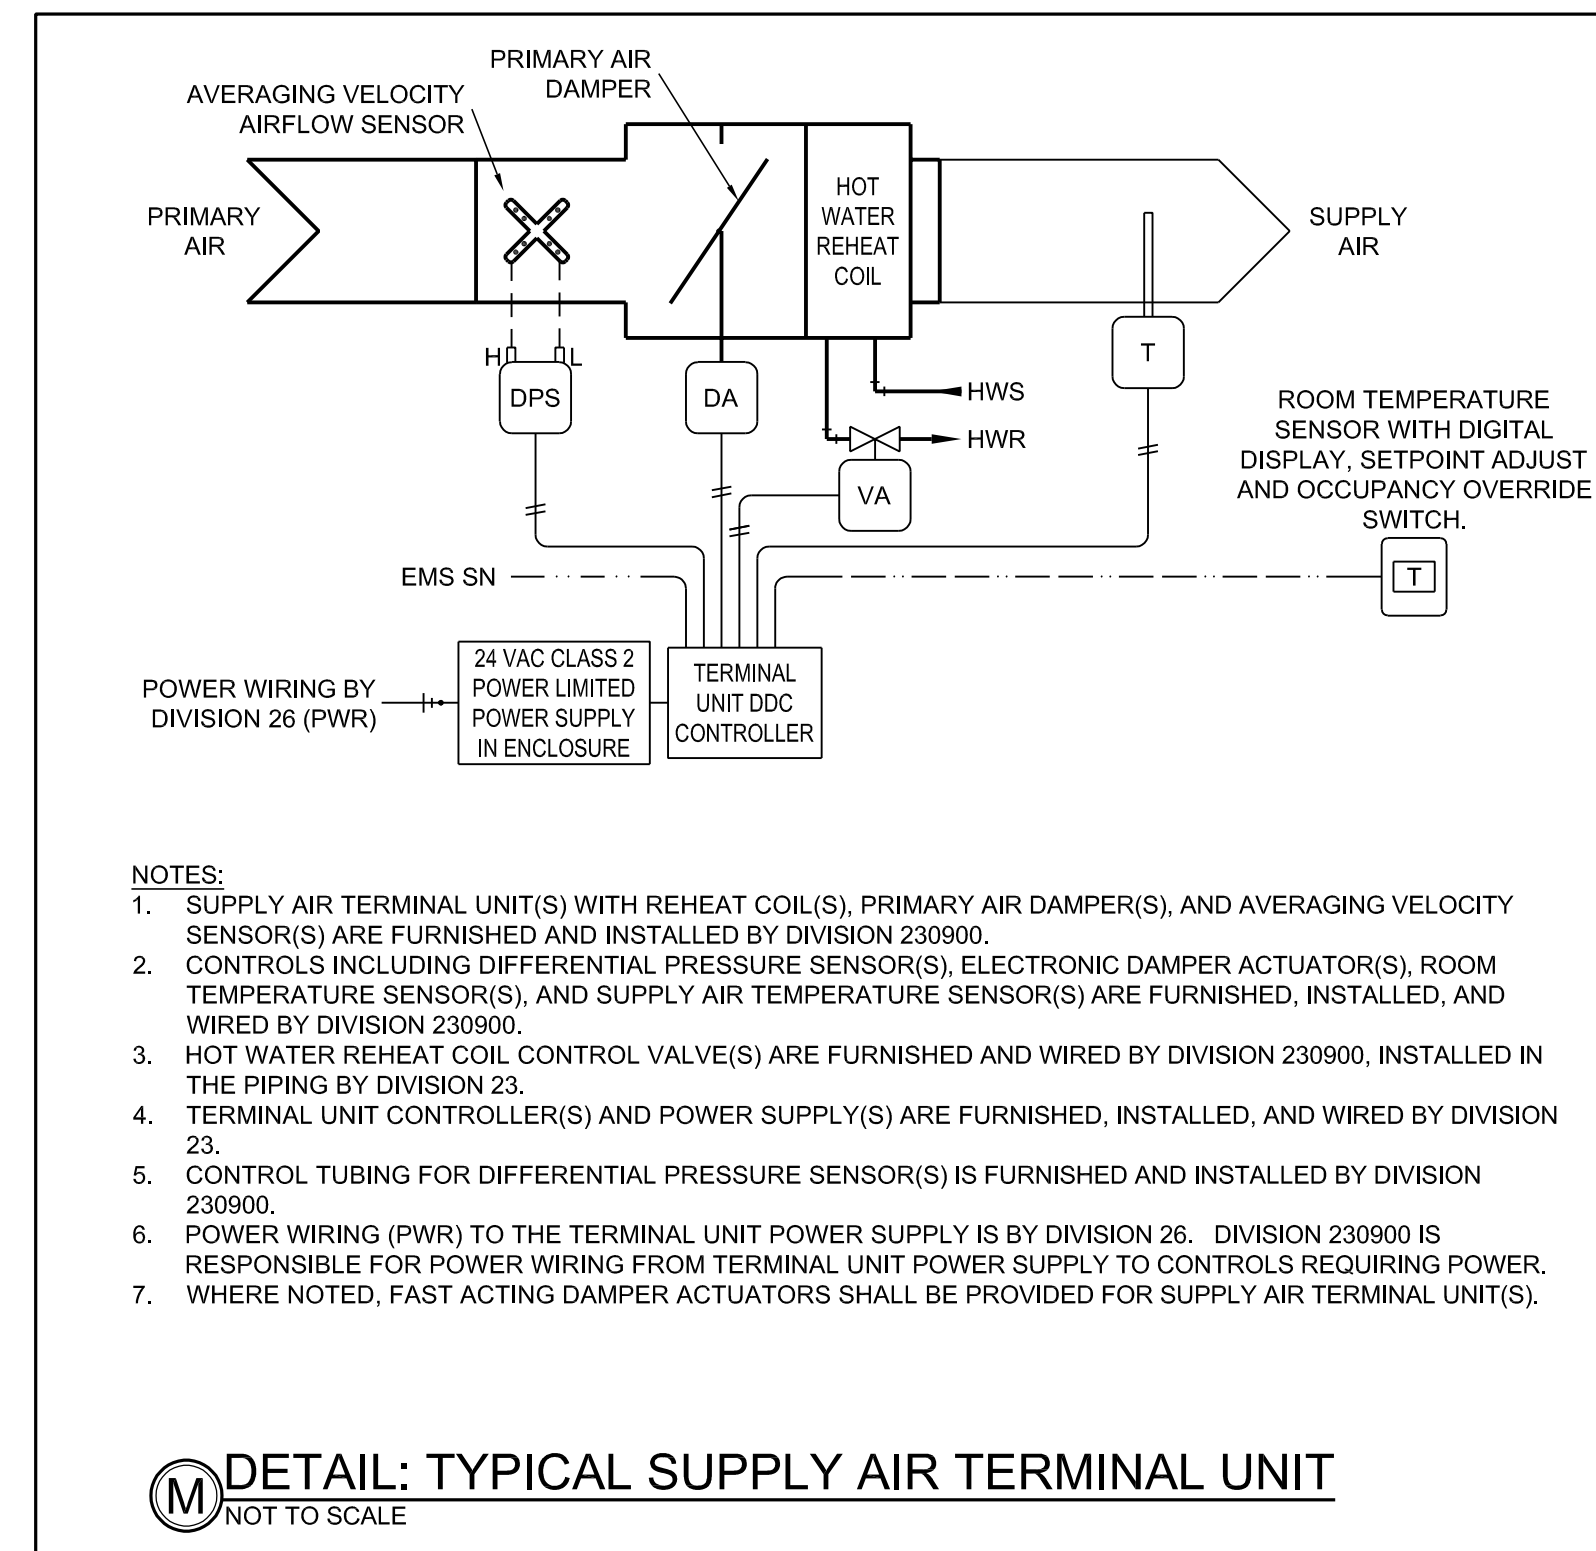 PRIMARY AIR
DAMPER
AVERAGING VELOCITY
AIRFLOW SENSOR
PRIMARY
AIR
HOT
WATER
REHEAT
COIL
SUPPLY
AIR
H
L
DPS
DA
T
HWS
HWR
VA
ROOM TEMPERATURE
SENSOR WITH DIGITAL
DISPLAY, SETPOINT ADJUST
AND OCCUPANCY OVERRIDE
SWITCH.
T
EMS SN
POWER WIRING BY
DIVISION 26 (PWR)
24 VAC CLASS 2
POWER LIMITED
POWER SUPPLY
IN ENCLOSURE
TERMINAL
UNIT DDC
CONTROLLER
NOTES:
1. SUPPLY AIR TERMINAL UNIT(S) WITH REHEAT COIL(S), PRIMARY AIR DAMPER(S), AND AVERAGING VELOCITY
SENSOR(S) ARE FURNISHED AND INSTALLED BY DIVISION 230900.
2. CONTROLS INCLUDING DIFFERENTIAL PRESSURE SENSOR(S), ELECTRONIC DAMPER ACTUATOR(S), ROOM
TEMPERATURE SENSOR(S), AND SUPPLY AIR TEMPERATURE SENSOR(S) ARE FURNISHED, INSTALLED, AND
WIRED BY DIVISION 230900.
3. HOT WATER REHEAT COIL CONTROL VALVE(S) ARE FURNISHED AND WIRED BY DIVISION 230900, INSTALLED IN
THE PIPING BY DIVISION 23.
4. TERMINAL UNIT CONTROLLER(S) AND POWER SUPPLY(S) ARE FURNISHED, INSTALLED, AND WIRED BY DIVISION
23.
5. CONTROL TUBING FOR DIFFERENTIAL PRESSURE SENSOR(S) IS FURNISHED AND INSTALLED BY DIVISION
230900.
6. POWER WIRING (PWR) TO THE TERMINAL UNIT POWER SUPPLY IS BY DIVISION 26. DIVISION 230900 IS
RESPONSIBLE FOR POWER WIRING FROM TERMINAL UNIT POWER SUPPLY TO CONTROLS REQUIRING POWER.
7. WHERE NOTED, FAST ACTING DAMPER ACTUATORS SHALL BE PROVIDED FOR SUPPLY AIR TERMINAL UNIT(S).
M DETAIL: TYPICAL SUPPLY AIR TERMINAL UNIT
NOT TO SCALE